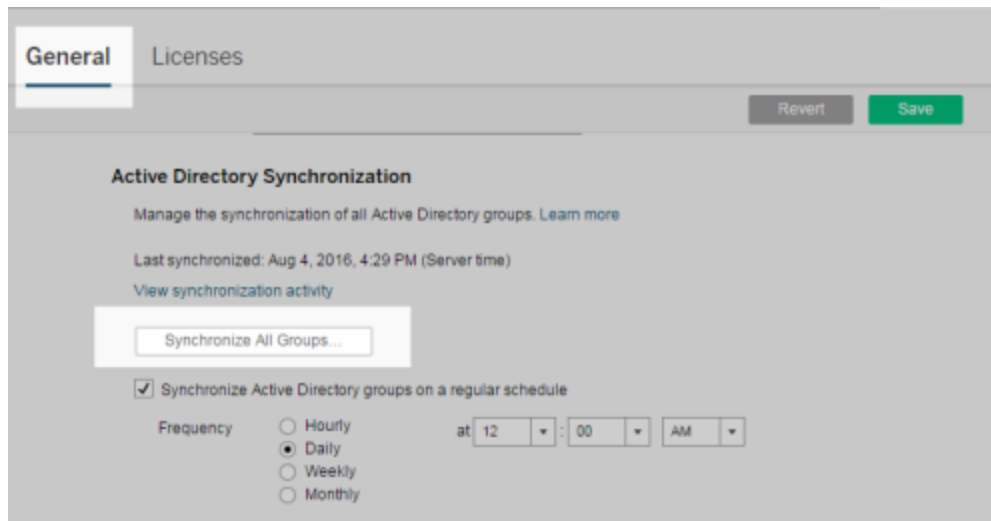 General Licenses
Revert Save
Active Directory Synchronization
Manage the synchronization of all Active Directory groups. Learn more
Last synchronized: Aug 4, 2016, 4:29 PM (Server time)
View synchronization activity
Synchronize All Groups...
Synchronize Active Directory groups on a regular schedule
Frequency Hourly at 12 : 00 AM
Daily
Weekly
Monthly